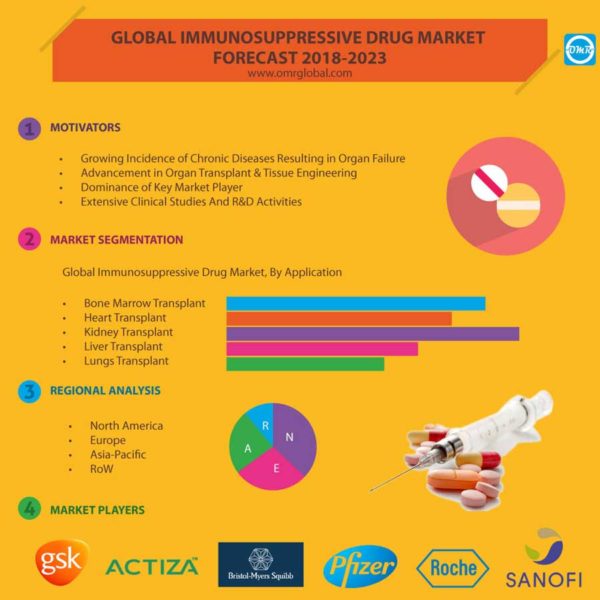 GLOBAL IMMUNOSUPPRESSIVE DRUG MARKET
FORECAST 2018-2023
www.omrglobal.com
OMR
1 MOTIVATORS
• Growing Incidence of Chronic Diseases Resulting in Organ Failure
• Advancement in Organ Transplant & Tissue Engineering
• Dominance of Key Market Player
• Extensive Clinical Studies And R&D Activities
2 MARKET SEGMENTATION
Global Immunosuppressive Drug Market, By Application
• Bone Marrow Transplant
• Heart Transplant
• Kidney Transplant
• Liver Transplant
• Lungs Transplant
3 REGIONAL ANALYSIS
• North America
• Europe
• Asia-Pacific
• RoW
R
N
A
E
4 MARKET PLAYERS
gsk
ACTIZA™
Bristol-Myers Squibb
Pfizer
Roche
SANOFI